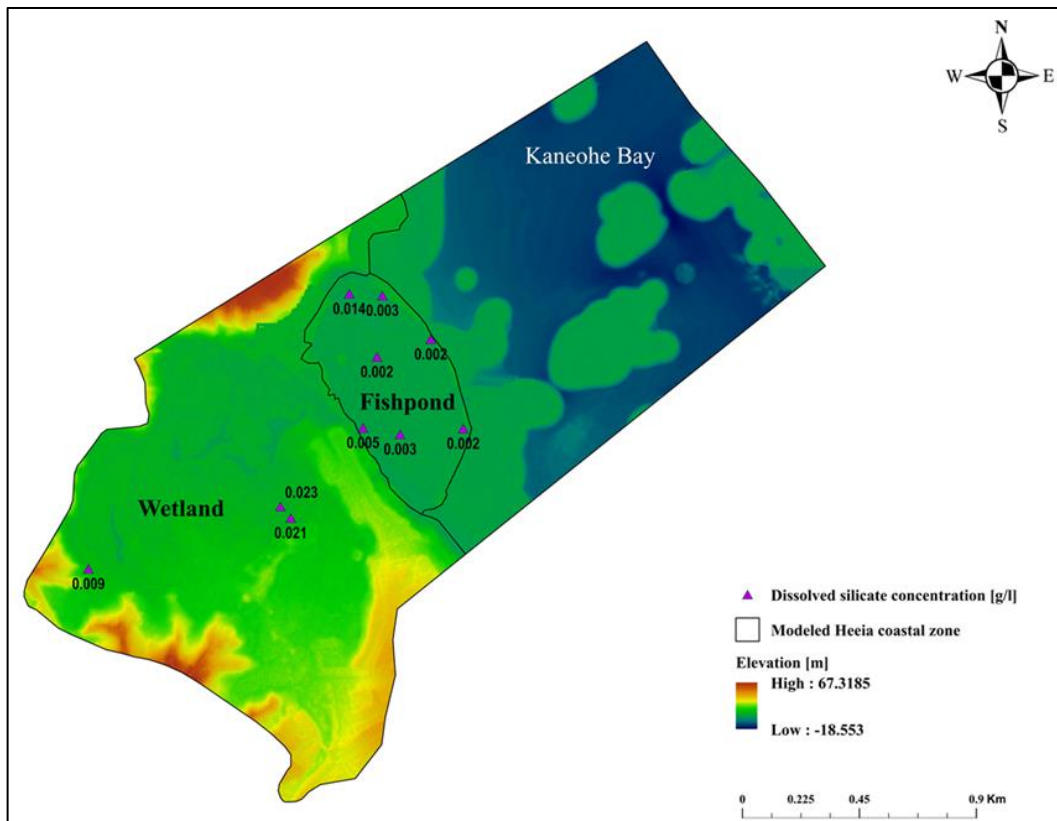 N
W E
S
Kaneohe Bay
0.014 0.003
0.002
0.002
Fishpond
0.005
0.003
0.002
0.023
Wetland
0.021
0.009
Dissolved silicate concentration [g/l]
Modeled Heeia coastal zone
Elevation [m]
High : 67.3185
Low : -18.553
0 0.225 0.45 0.9 Km